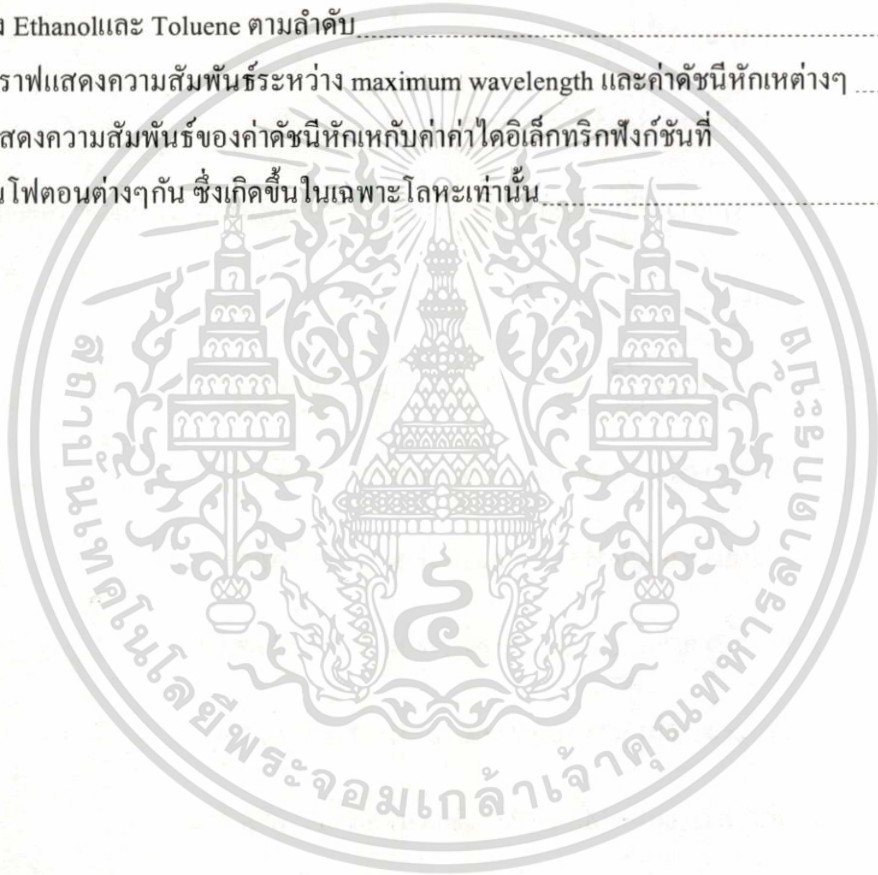 Ethanolและ Toluene ตามลำดับ
ราฟแสดงความสัมพันธ์ระหว่าง maximum wavelength และค่าดัชนีหักเหต่างๆ
สดงความสัมพันธ์ของค่าดัชนีหักเหกับค่าค่าไดอิเล็กทริกฟังก์ชันที่
โฟตอนต่างๆกัน ซึ่งเกิดขึ้นในเฉพาะโลหะเท่านั้น
สถาบันเทคโนโลยีพระจอมเกล้าเจ้าคุณทหารลาดกระบัง